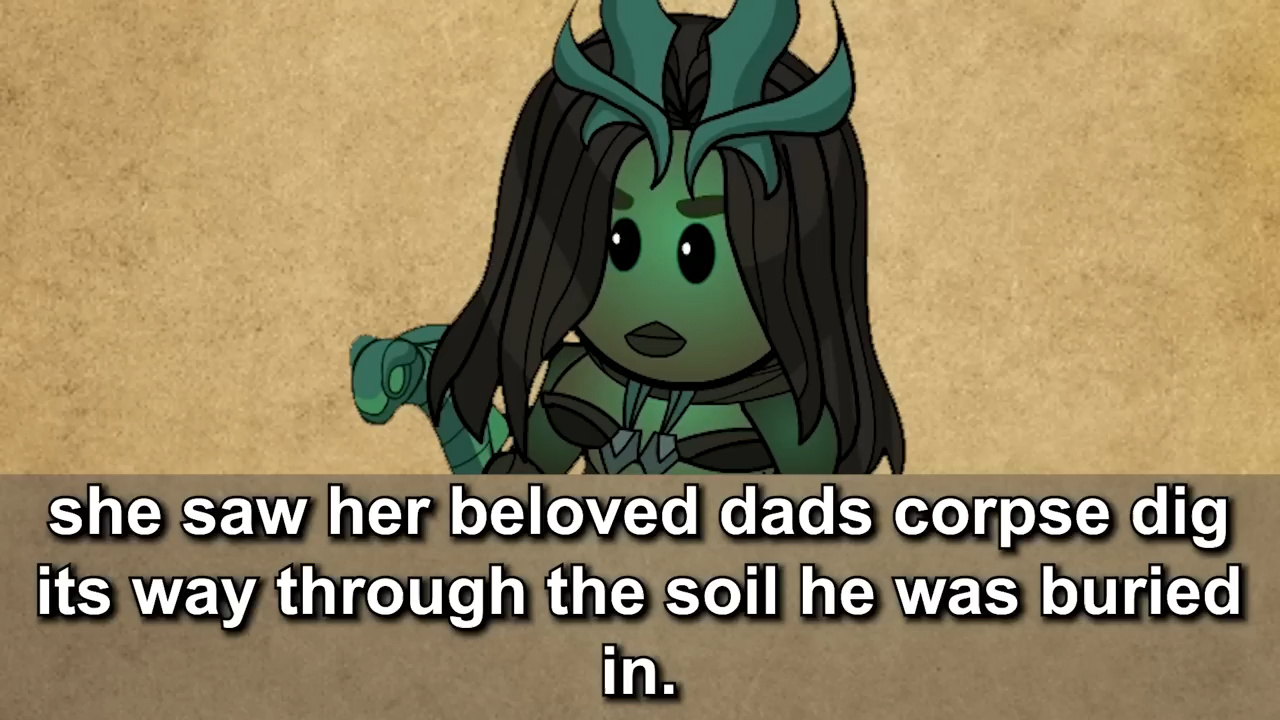 she saw her beloved dads corpse dig
its way through the soil he was buried
in.